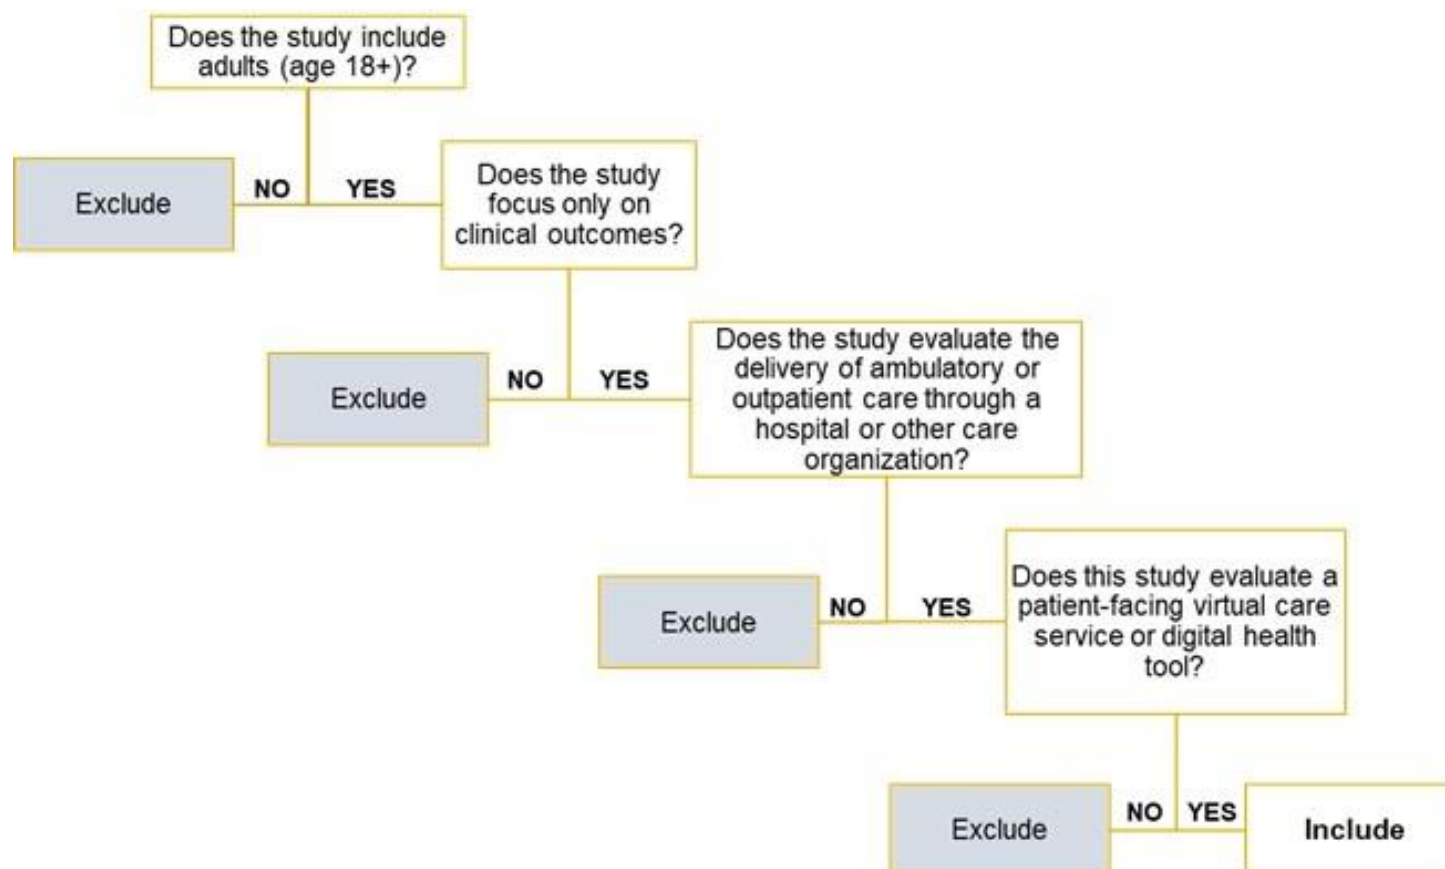 Does the study include
adults (age 18+)?
Exclude
NO
YES
Does the study
focus only on
clinical outcomes?
Exclude
NO
YES
Does the study evaluate the
delivery of ambulatory or
outpatient care through a
hospital or other care
organization?
Exclude
NO
YES
Does this study evaluate a
patient-facing virtual care
service or digital health
tool?
Exclude
NO
YES
Include